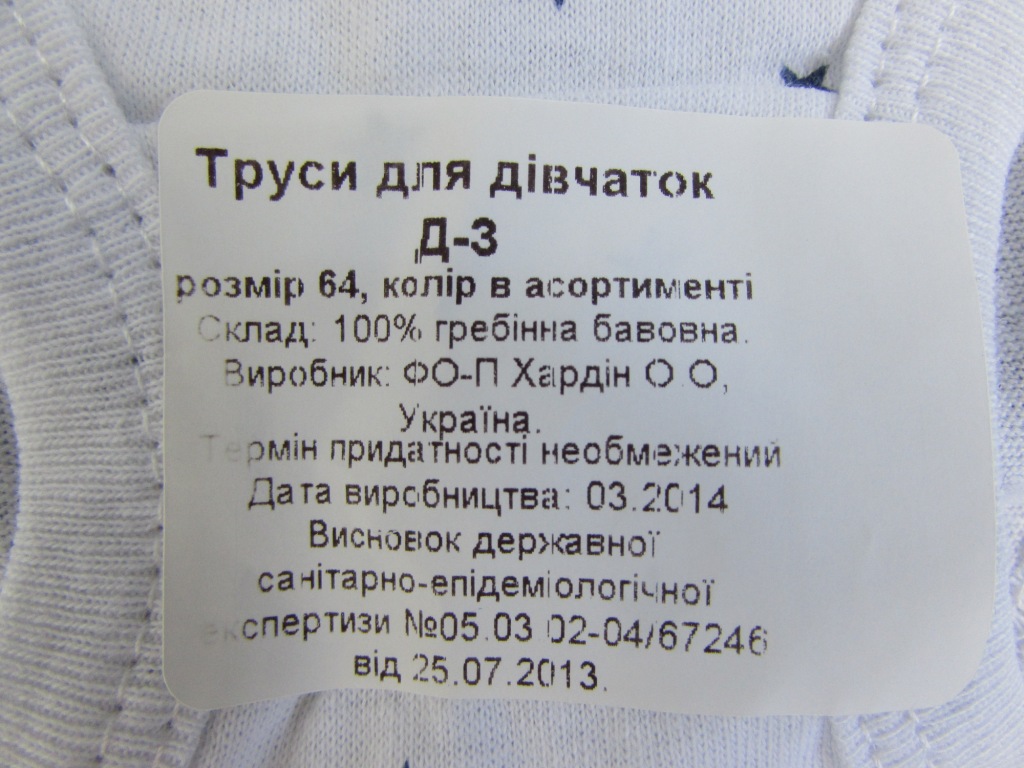 Труси для дівчаток
Д-3
розмір 64, колір в асортименті
Склад: 100% гребінна бавовна.
Виробник: ФО-П Хардін О.О,
Україна.
Термін придатності необмежений
Дата виробництва: 03.2014
Висновок державної
санітарно-епідеміологічної
експертизи №05.03.02-04/67246
від 25.07.2013.